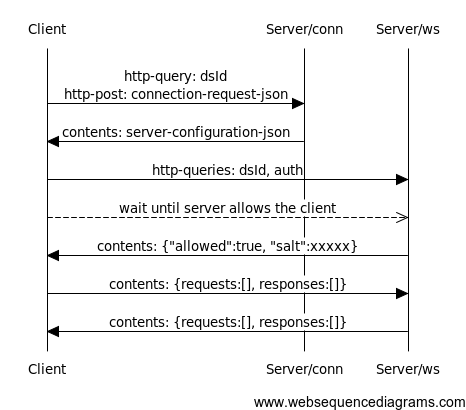 Client Server/conn Server/ws
http-query: dsId
http-post: connection-request-json
contents: server-configuration-json
http-queries: dsId, auth
wait until server allows the client
contents: {"allowed":true, "salt":xxxxx}
contents: {requests:[], responses:[]}
contents: {requests:[], responses:[]}
Client Server/conn Server/ws
www.websequencediagrams.com